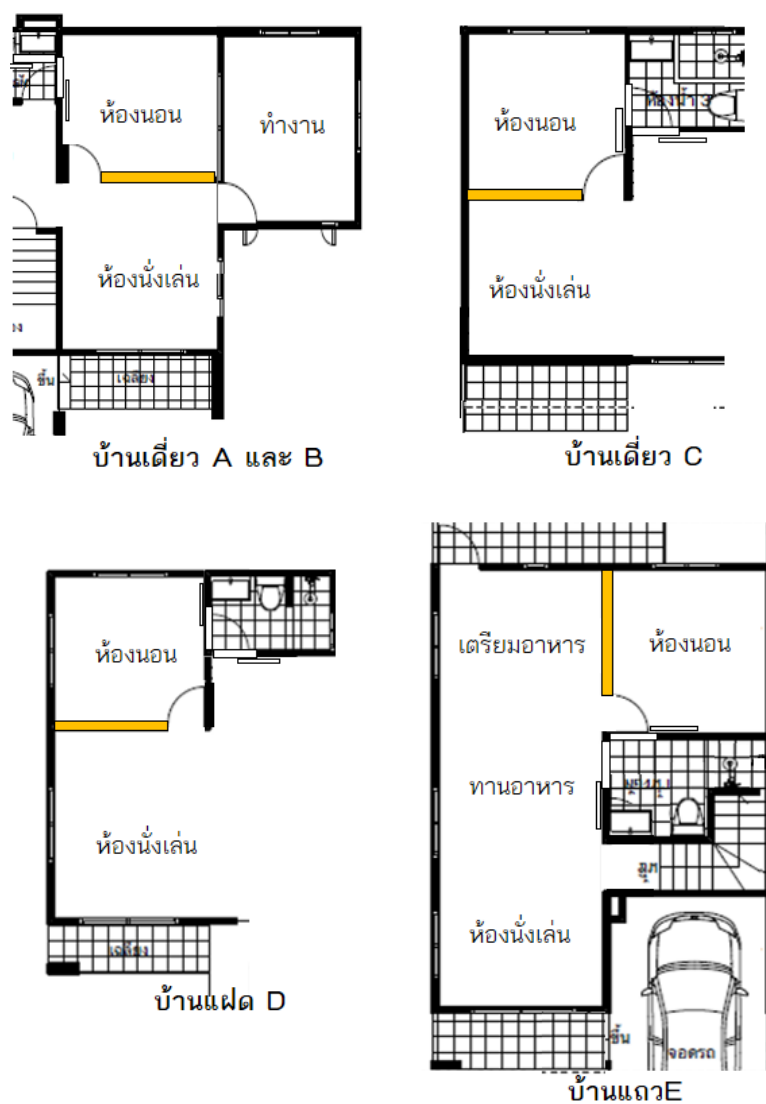 ห้องนอน
ทำงาน
ห้องนั่งเล่น
ขึ้น
เฉลียง
บ้านเดี่ยว A และ B
ห้องนอน
ห้องน้ำ 3
ห้องนั่งเล่น
บ้านเดี่ยว C
ห้องนอน
ห้องนั่งเล่น
เฉลียง
บ้านแฝด D
เตรียมอาหาร
ห้องนอน
ทานอาหาร
ห้องนั่งเล่น
ขึ้น
จอดรถ
บ้านแถวE